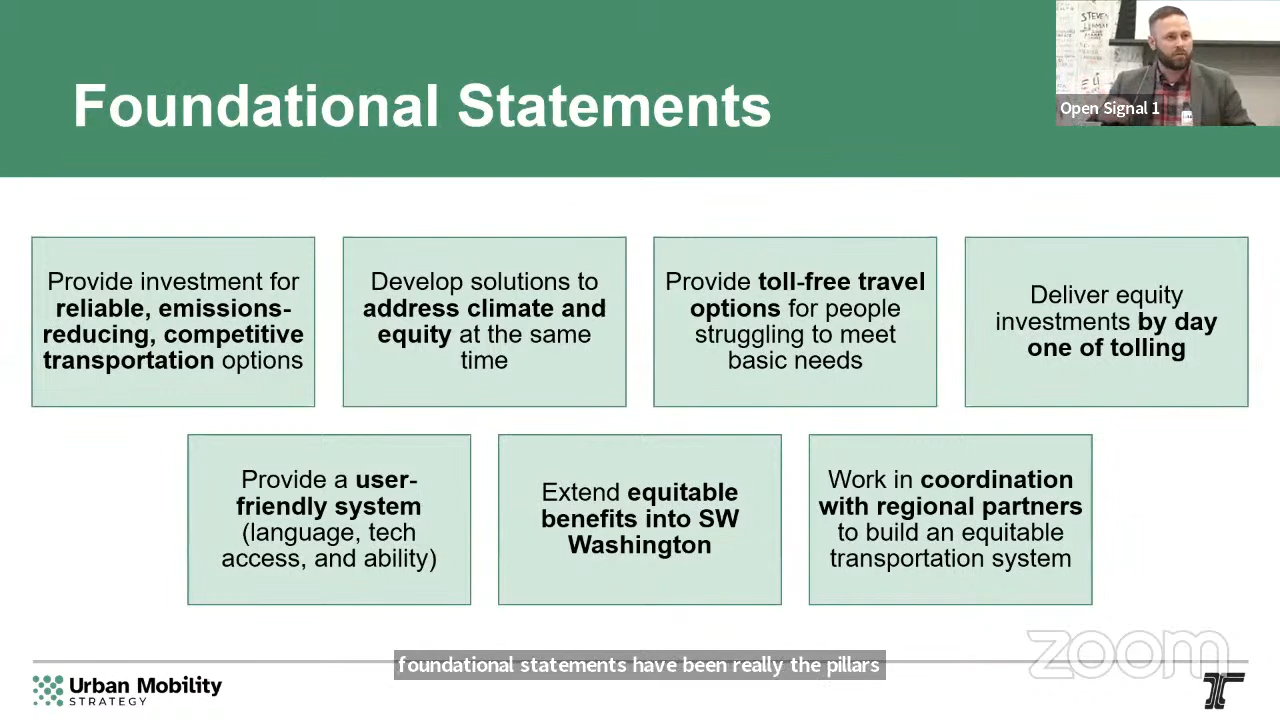 Foundational Statements
STEVEN
Open Signal 1
Provide investment for
reliable, emissions-
reducing, competitive
transportation options
Develop solutions to
address climate and
equity at the same
time
Provide toll-free travel
options for people
struggling to meet
basic needs
Deliver equity
investments by day
one of tolling
Provide a user-
friendly system
(language, tech
access, and ability)
Extend equitable
benefits into SW
Washington
Work in coordination
with regional partners
to build an equitable
transportation system
zoom
foundational statements have been really the pillars
Urban Mobility
STRATEGY